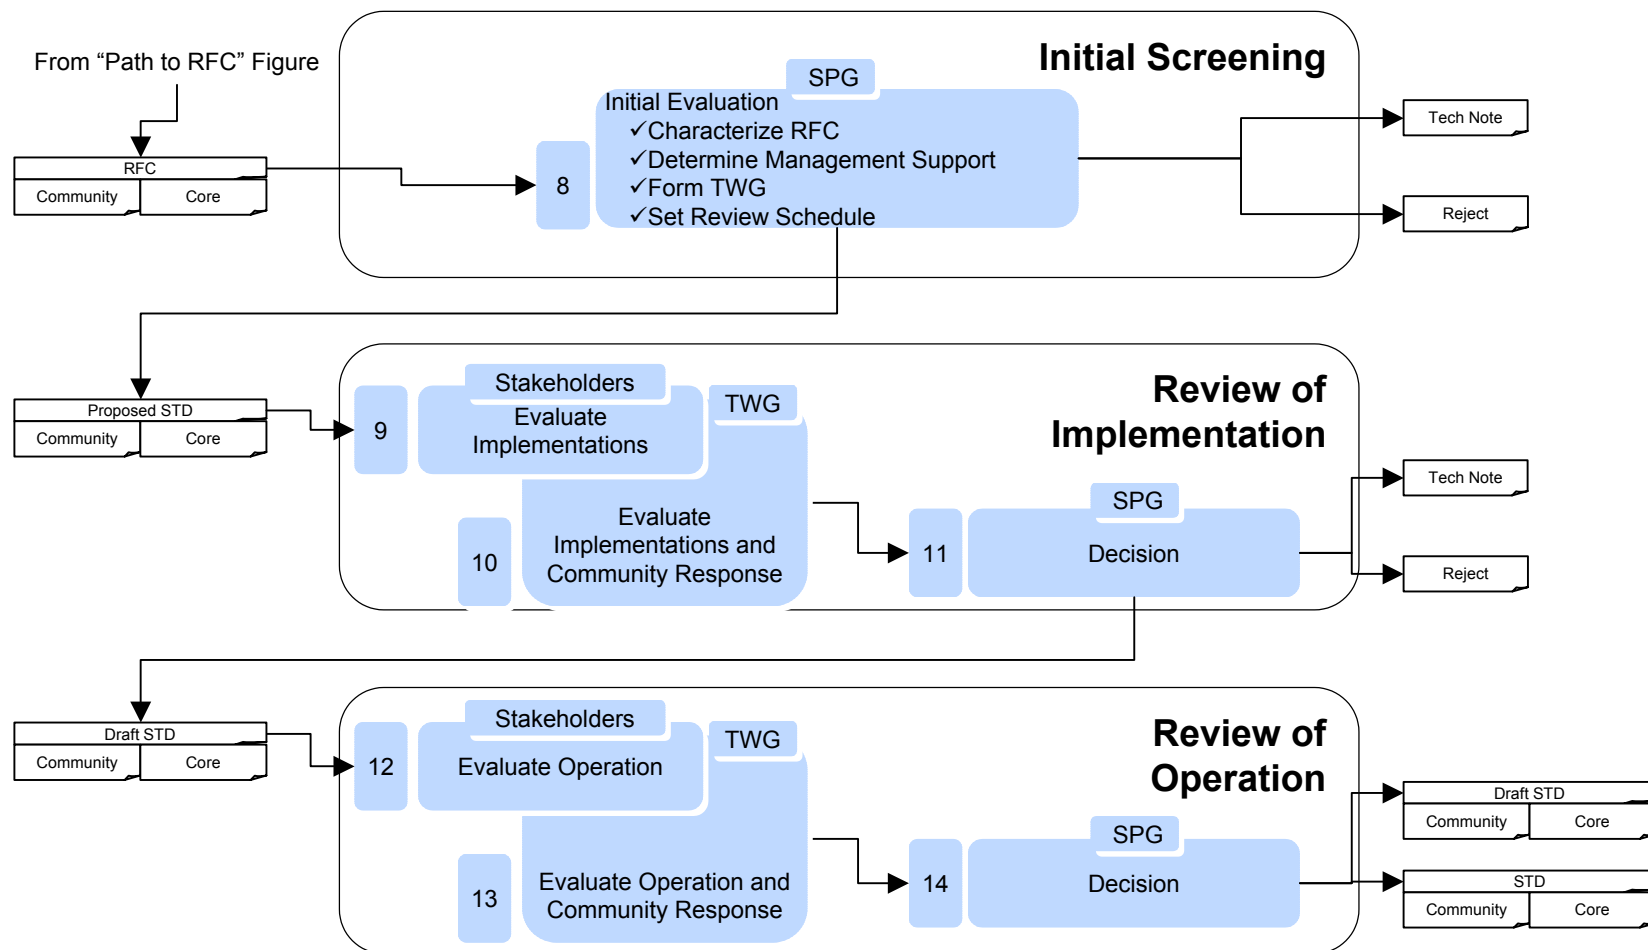 From “Path to RFC” Figure
Initial Screening
SPG
Initial Evaluation
✓Characterize RFC
✓Determine Management Support
✓Form TWG
✓Set Review Schedule
8
RFC
Community
Core
Tech Note
Reject
Review of
Implementation
Stakeholders
Evaluate
Implementations
9
TWG
Proposed STD
Community
Core
10
Evaluate
Implementations and
Community Response
11
SPG
Decision
Tech Note
Reject
Review of
Operation
Stakeholders
Evaluate Operation
12
TWG
Draft STD
Community
Core
13
Evaluate Operation and
Community Response
14
SPG
Decision
Draft STD
Community
Core
STD
Community
Core